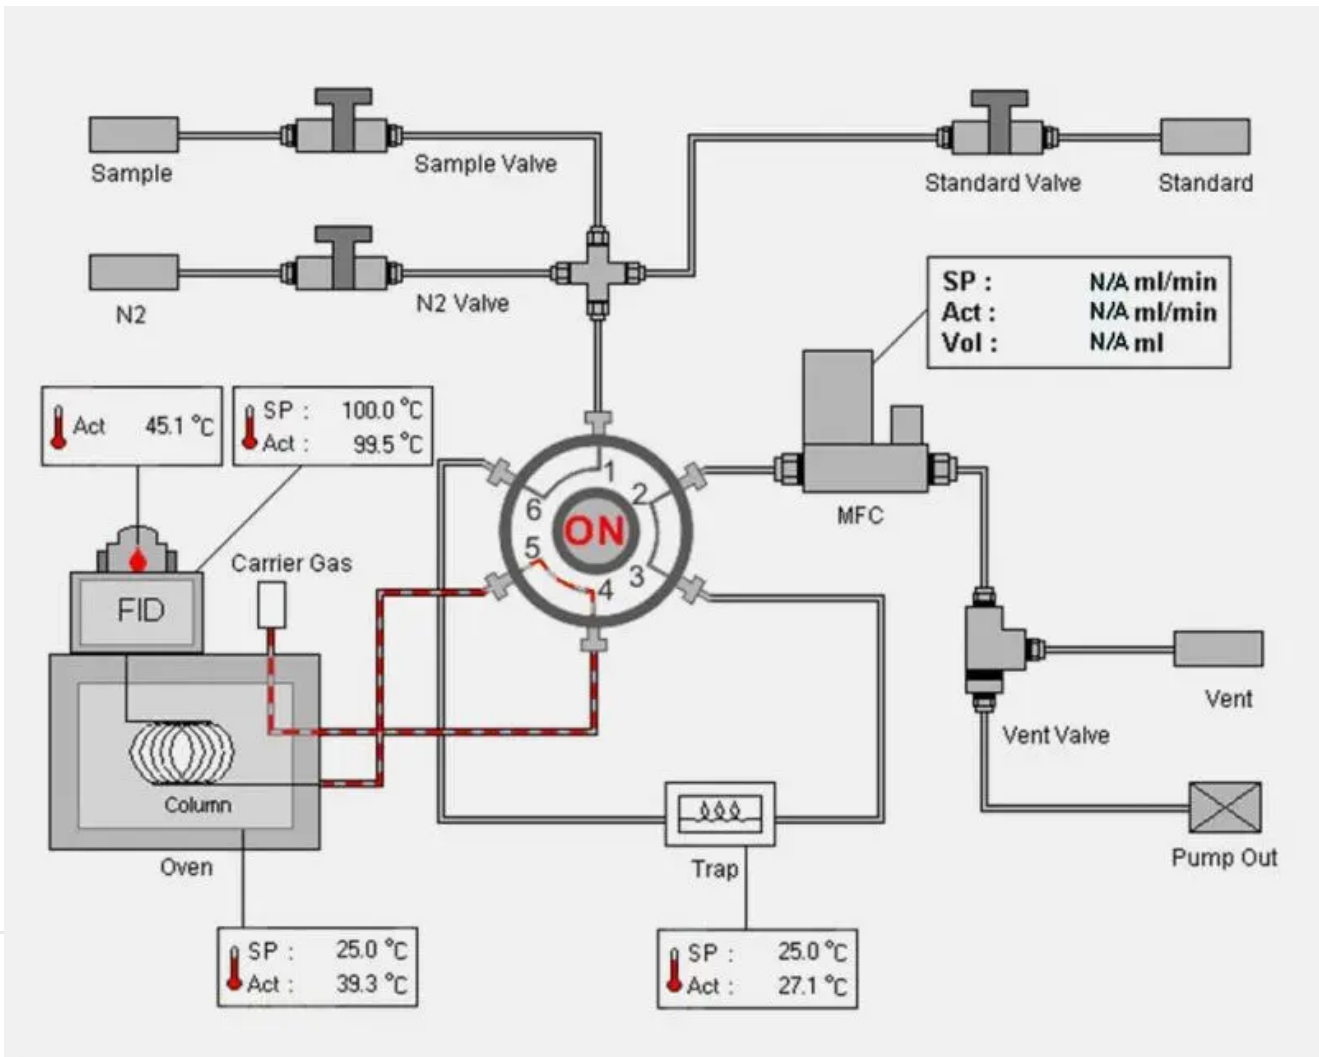 Sample
Sample Valve
Standard Valve
Standard
N2
N2 Valve
SP : N/A ml/min
Act : N/A ml/min
Vol : N/A ml
Act 45.1 °C
SP : 100.0 °C
Act : 99.5 °C
MFC
1
2
3
4
5
6
ON
Carrier Gas
FID
Vent
Vent Valve
Column
Oven
Trap
Pump Out
SP : 25.0 °C
Act : 39.3 °C
SP : 25.0 °C
Act : 27.1 °C